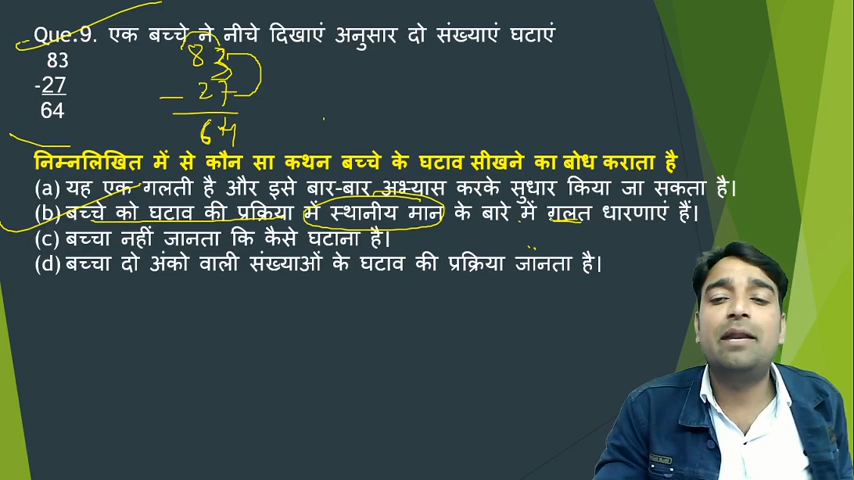 Que.9. एक बच्चे ने नीचे दिखाएं अनुसार दो संख्याएं घटाएं
83
-27
64
83
- 27
64
निम्नलिखित में से कौन सा कथन बच्चे के घटाव सीखने का बोध कराता है
(a) यह एक गलती है और इसे बार-बार अभ्यास करके सुधार किया जा सकता है।
(b) बच्चे को घटाव की प्रक्रिया में स्थानीय मान के बारे में ग़लत धारणाएं हैं।
(c) बच्चा नहीं जानता कि कैसे घटाना है।
(d) बच्चा दो अंको वाली संख्याओं के घटाव की प्रक्रिया जानता है।